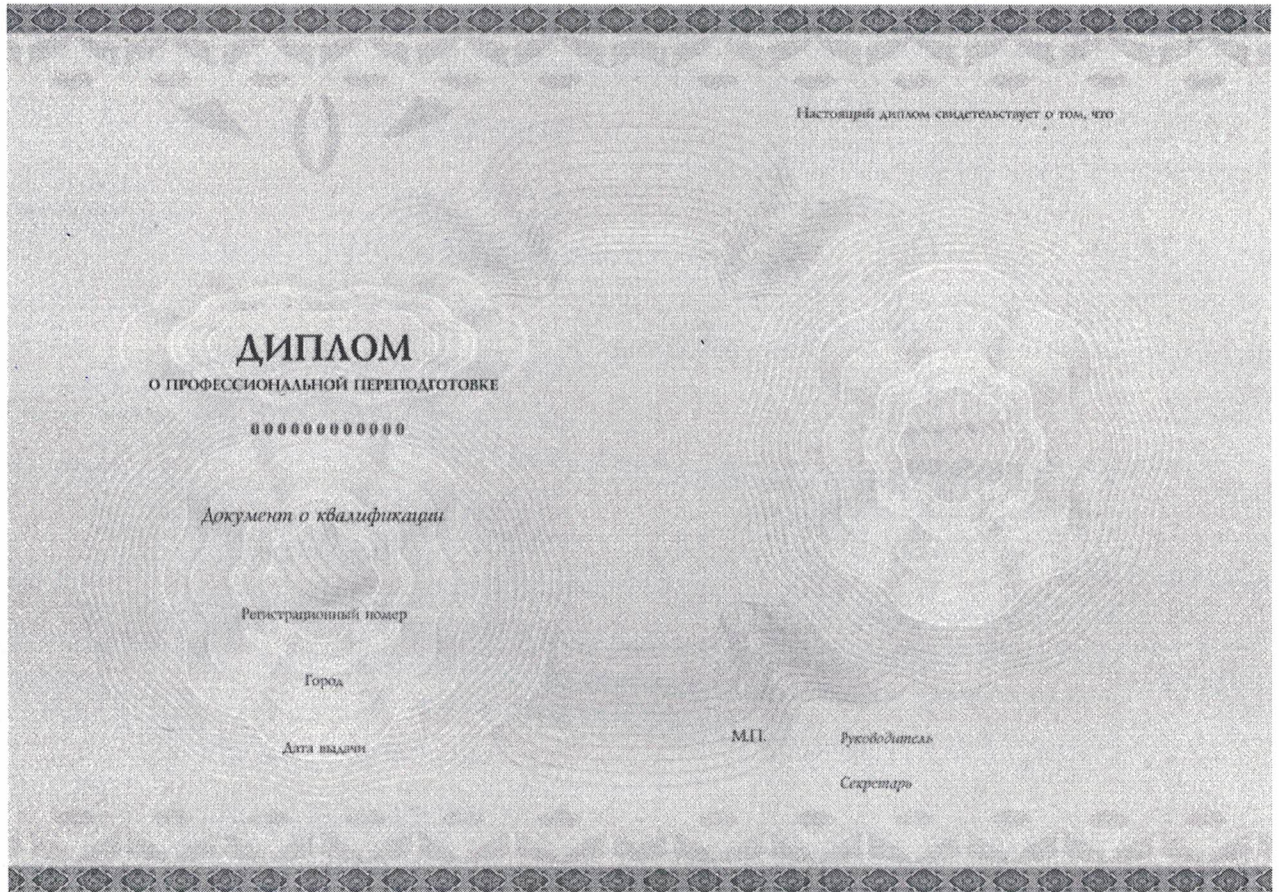 ДИПЛОМ
О ПРОФЕССИОНАЛЬНОЙ ПЕРЕПОДГОТОВКЕ
000000000000
Документ о квалификации
Регистрационный номер
Город
Дата выдачи
Настоящий диплом свидетельствует о том, что
М.П.
Руководитель
Секретарь